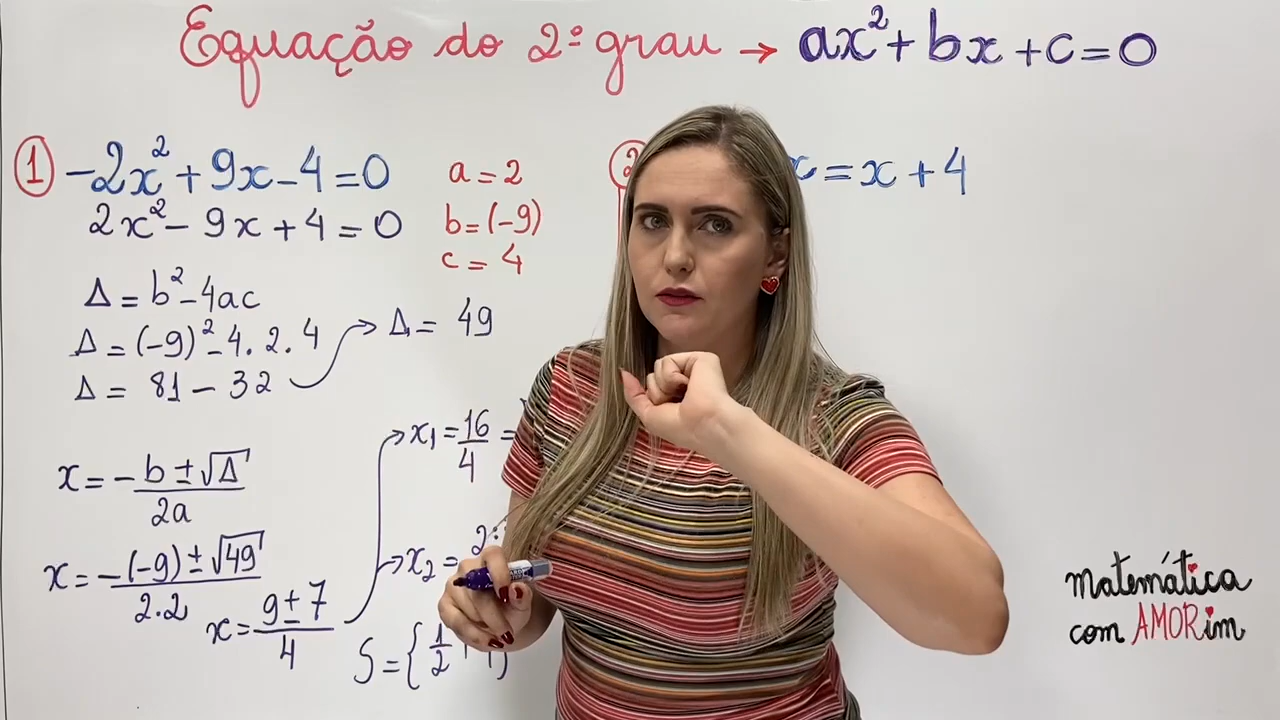 Equação do 2º grau → ax² + bx + c = 0
1 -2x² + 9x - 4 = 0
2x² - 9x + 4 = 0
a = 2
b = (-9)
c = 4
Δ = b² - 4ac
Δ = (-9)² - 4 . 2 . 4
Δ = 81 - 32
→ Δ = 49
x = -b ± √Δ / 2a
x = -(-9) ± √49 / 2.2
x = 9 ± 7 / 4
→ x₁ = 16/4 =
→ x₂ = 2
S = { 1/2
2
x = x + 4
matemática
com AMORim